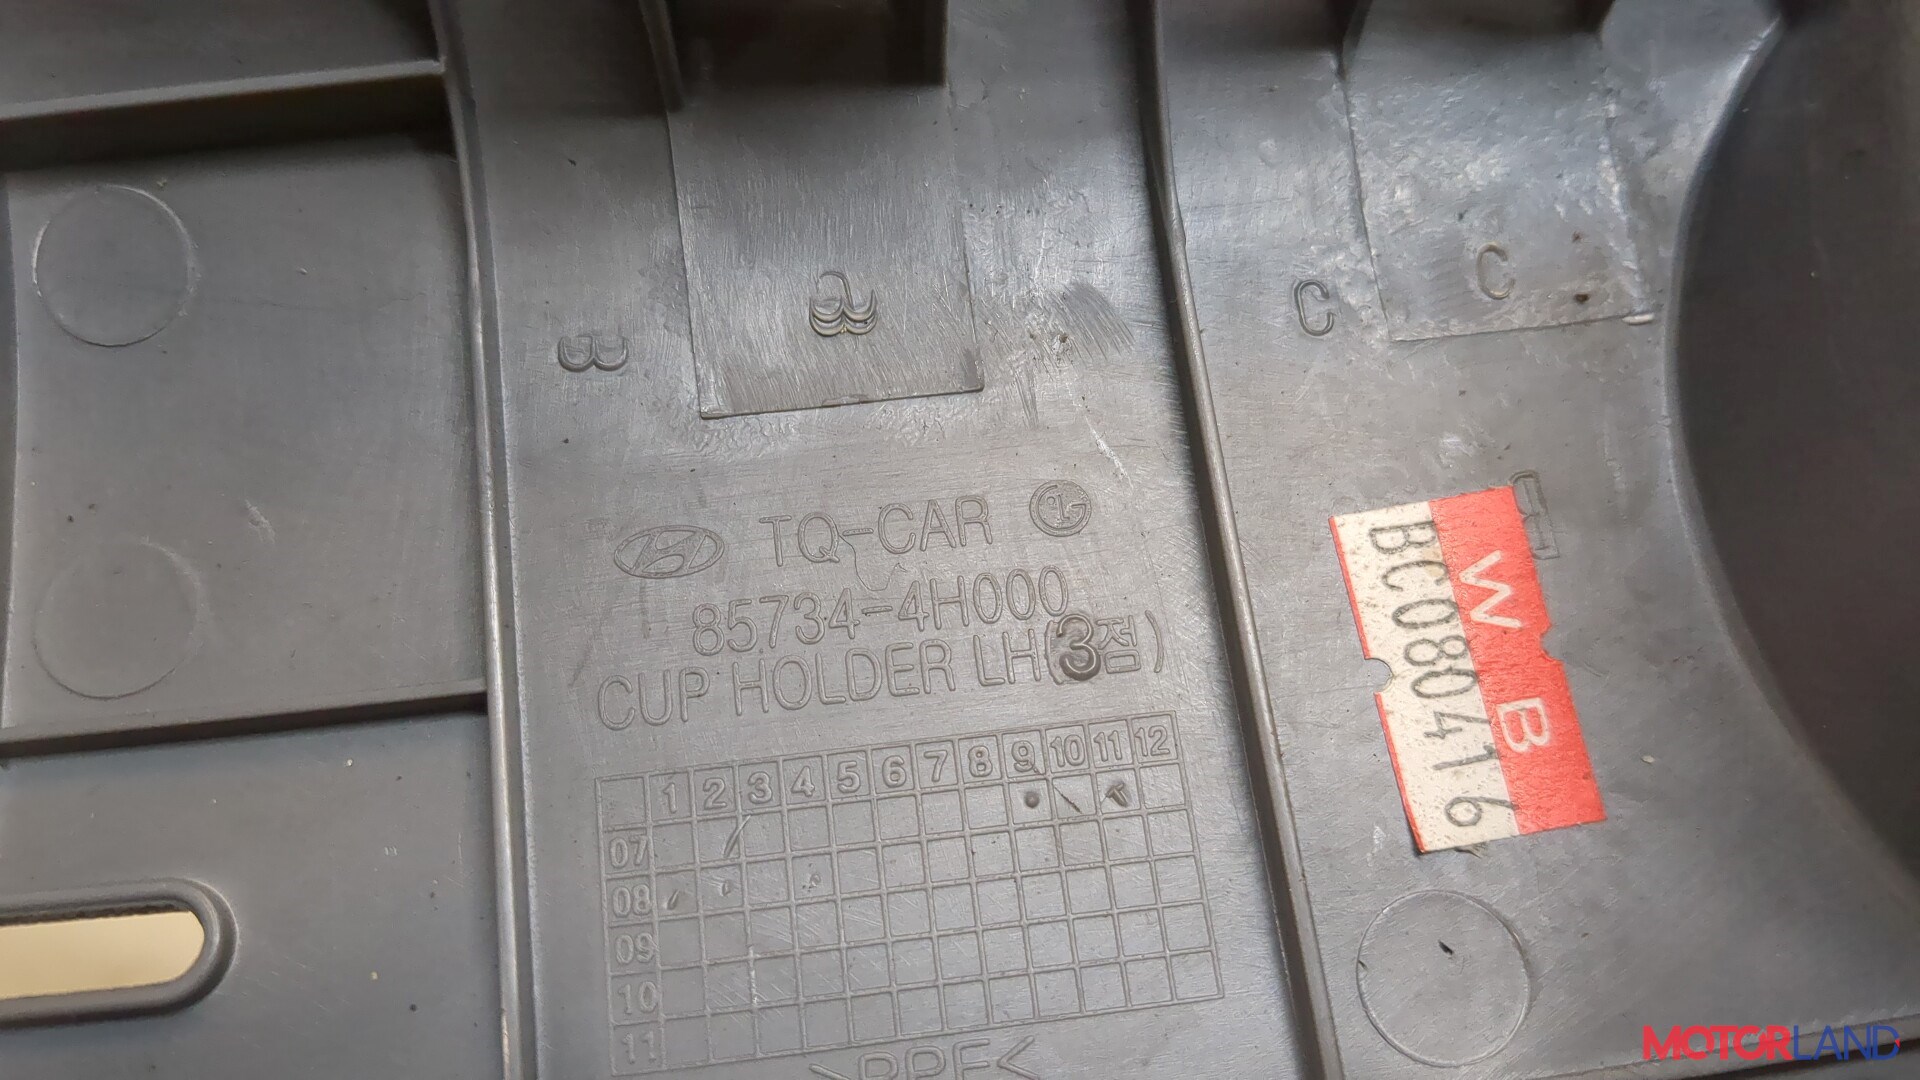 B
B
C
C
TQ-CAR LG
85734-4H000
CUP HOLDER LH(3점)
1 2 3 4 5 6 7 8 9 10 11 12
07
08
09
10
11
W B
BC080416
MOTORLAND